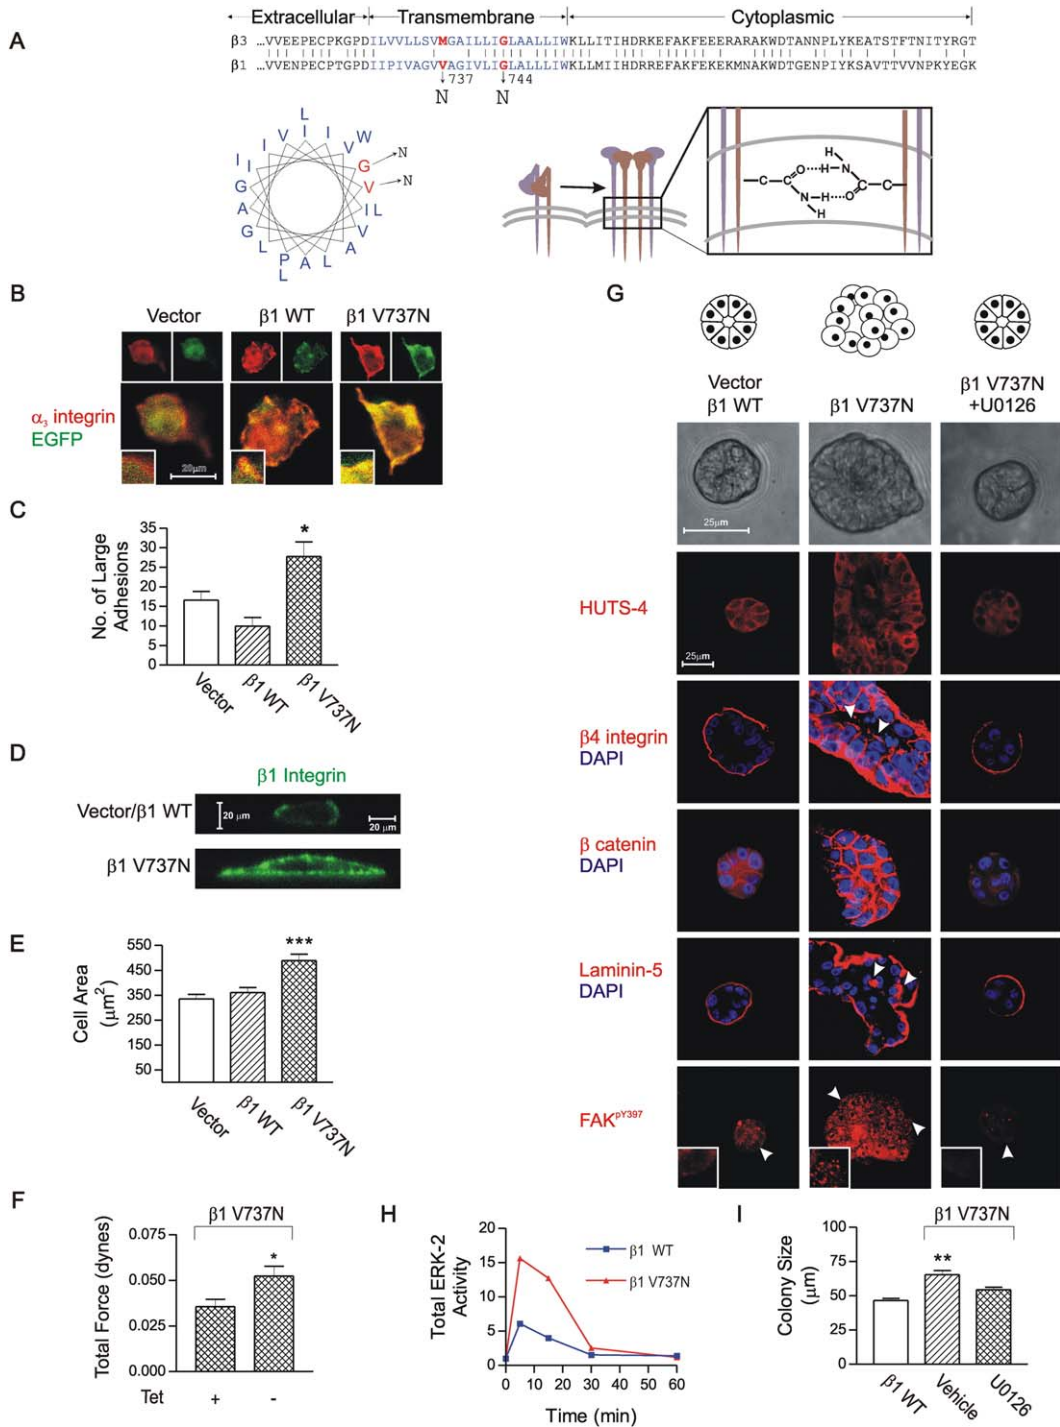 A
Extracellular Transmembrane Cytoplasmic
β3 ...VVEEPECPKGPDILVVLLSVMGAILLIGLAALLIWKLLITIHDRKEFAKFEEERARAKWDTANNPLYKEATSTFTNITYRGT
β1 ...VVENPECPTGPDIIPIVAGVVAGIVLIGLALLLIWKLLMIIHDRREFAKFEKEKMNAKWDTGENPIYKSAVTTVVNPKYEGK
737 744
N N
L
I I
V V W
I G N
I V N
G I L
A V
G A
L L
P A
L
O H N H
C C C C
N H O
H
B
Vector β1 WT β1 V737N
α3 integrin
EGFP
20µm
C
No. of Large Adhesions
35
30
25
20
15
10
5
0
*
Vector β1 WT β1 V737N
D
β1 Integrin
Vector/β1 WT
20 µm 20 µm
β1 V737N
E
Cell Area (µm²)
550
450
350
250
150
50
***
Vector β1 WT β1 V737N
F
β1 V737N
Total Force (dynes)
0.075
0.050
0.025
0.000
*
Tet + -
G
Vector
β1 WT
β1 V737N
β1 V737N
+U0126
25µm
HUTS-4
25µm
β4 integrin
DAPI
β catenin
DAPI
Laminin-5
DAPI
FAKpY397
H
Total ERK-2 Activity
20
15
10
5
0
β1 WT
β1 V737N
0 10 20 30 40 50 60
Time (min)
I
β1 V737N
Colony Size (µm)
100
75
50
25
0
**
β1 WT Vehicle U0126